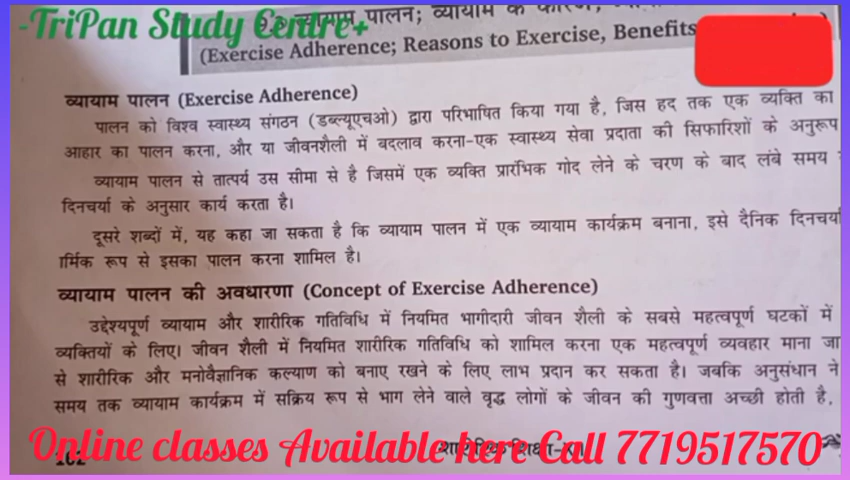 -TriPan Study Centre+
व्यायाम पालन; व्यायाम के कारण,
(Exercise Adherence; Reasons to Exercise, Benefits
व्यायाम पालन (Exercise Adherence)
पालन को विश्व स्वास्थ्य संगठन (डब्ल्यूएचओ) द्वारा परिभाषित किया गया है, जिस हद तक एक व्यक्ति का
आहार का पालन करना, और या जीवनशैली में बदलाव करना-एक स्वास्थ्य सेवा प्रदाता की सिफारिशों के अनुरूप
व्यायाम पालन से तात्पर्य उस सीमा से है जिसमें एक व्यक्ति प्रारंभिक गोद लेने के चरण के बाद लंबे समय
दिनचर्या के अनुसार कार्य करता है।
दूसरे शब्दों में, यह कहा जा सकता है कि व्यायाम पालन में एक व्यायाम कार्यक्रम बनाना, इसे दैनिक दिनचर्या
र्मिक रूप से इसका पालन करना शामिल है।
व्यायाम पालन की अवधारणा (Concept of Exercise Adherence)
उद्देश्यपूर्ण व्यायाम और शारीरिक गतिविधि में नियमित भागीदारी जीवन शैली के सबसे महत्वपूर्ण घटकों में
व्यक्तियों के लिए। जीवन शैली में नियमित शारीरिक गतिविधि को शामिल करना एक महत्वपूर्ण व्यवहार माना जा
से शारीरिक और मनोवैज्ञानिक कल्याण को बनाए रखने के लिए लाभ प्रदान कर सकता है। जबकि अनुसंधान ने
समय तक व्यायाम कार्यक्रम में सक्रिय रूप से भाग लेने वाले वृद्ध लोगों के जीवन की गुणवत्ता अच्छी होती है,
Online classes Available here Call 7719517570
162 शारीरिक शिक्षा-XII